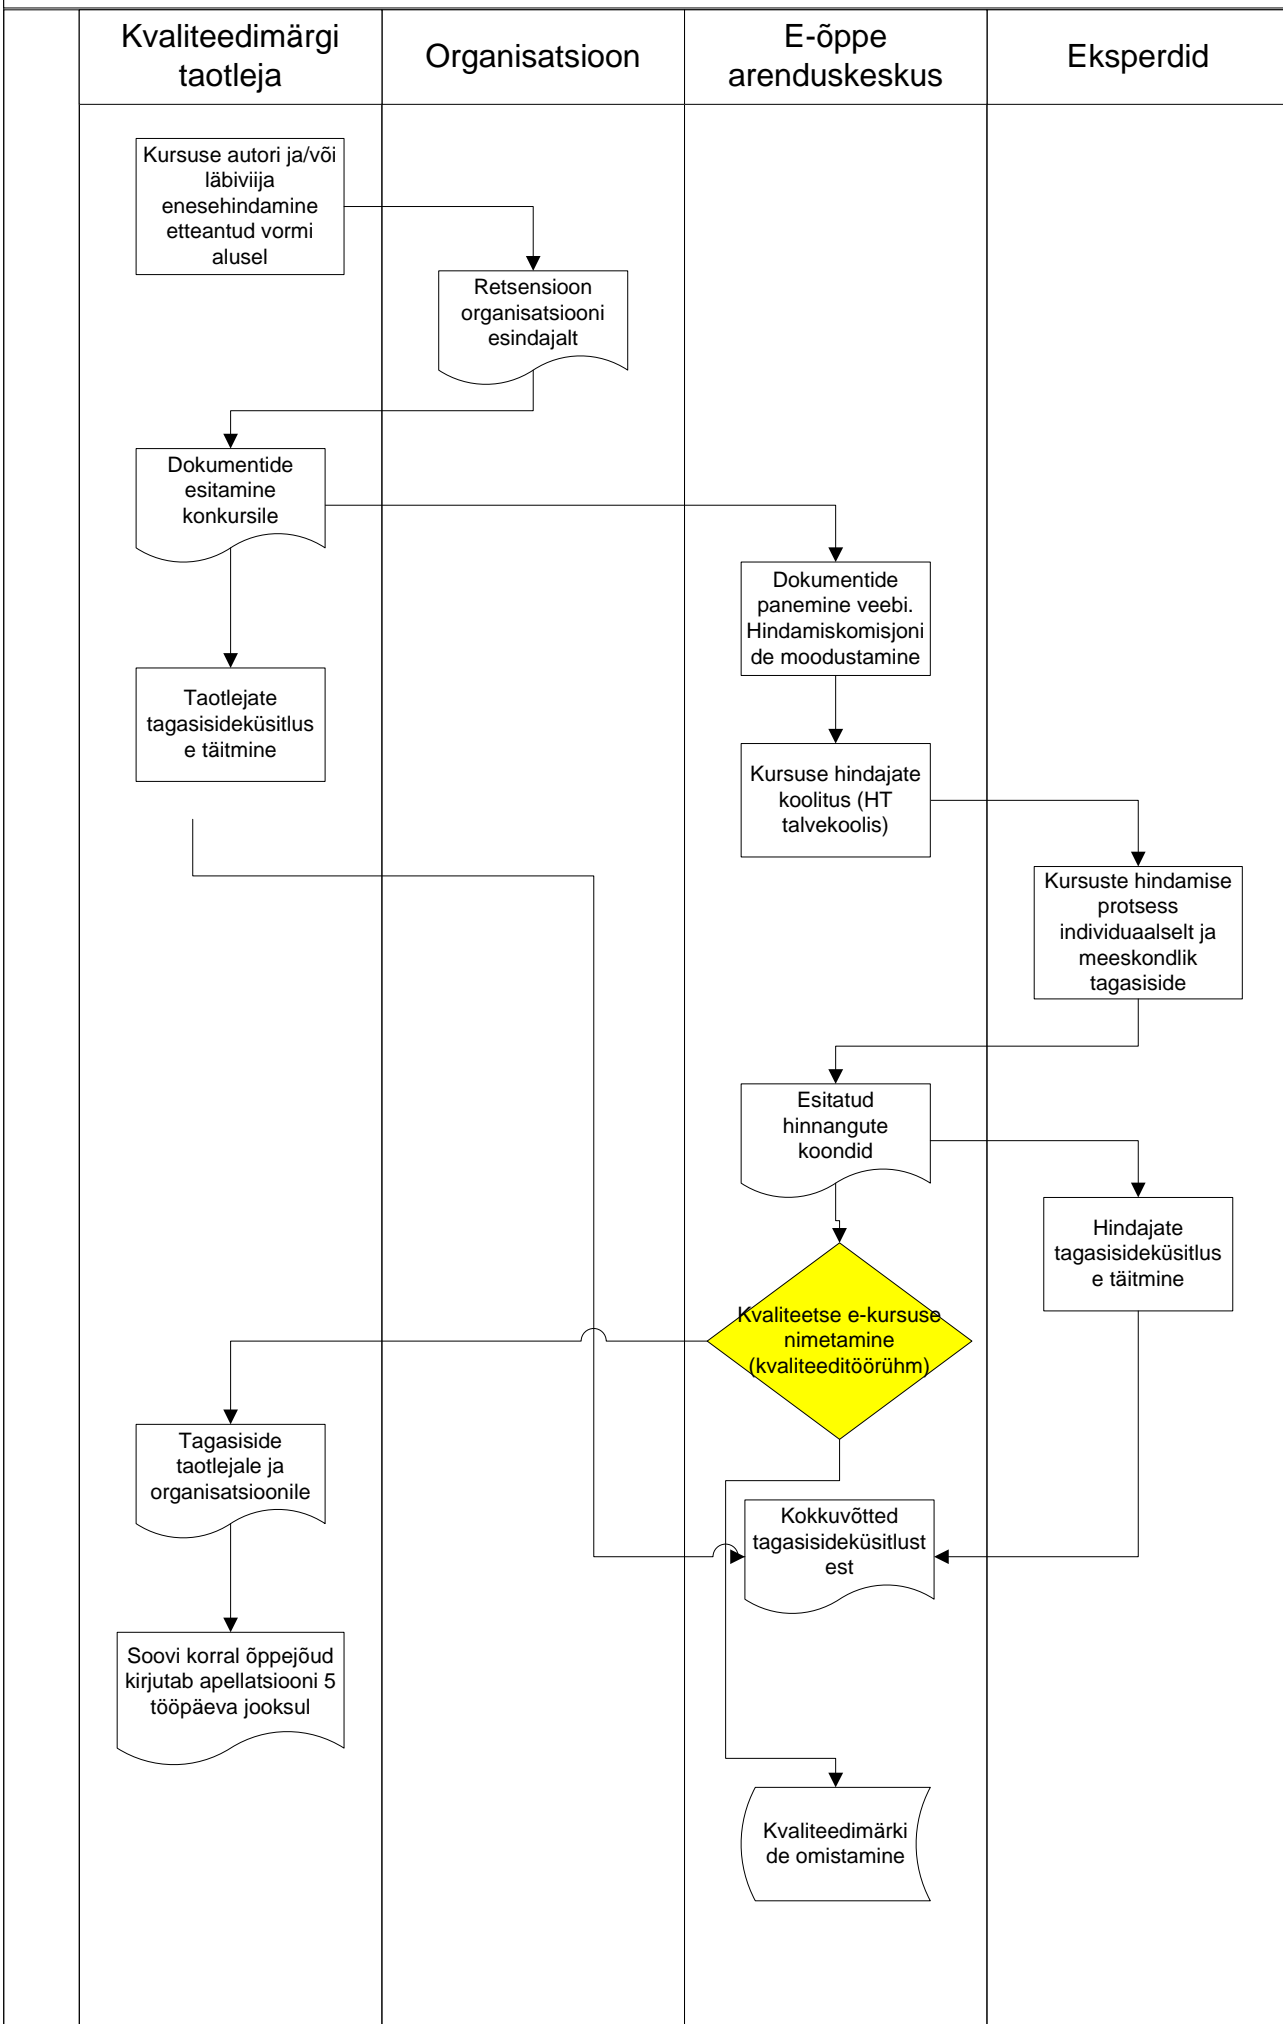 Kvaliteedimärgi
taotleja
Organisatsioon
E-õppe
arenduskeskus
Eksperdid
Kursuse autori ja/või
läbiviija
enesehindamine
etteantud vormi
alusel
Retsensioon
organisatsiooni
esindajalt
Dokumentide
esitamine
konkursile
Dokumentide
panemine veebi.
Hindamiskomisjoni
de moodustamine
Taotlejate
tagasisideküsitlus
e täitmine
Kursuse hindajate
koolitus (HT
talvekoolis)
Kursuste hindamise
protsess
individuaalselt ja
meeskondlik
tagasiside
Esitatud
hinnangute
koondid
Hindajate
tagasisideküsitlus
e täitmine
Kvaliteetse e-kursuse
nimetamine
(kvaliteeditöörühm)
Tagasiside
taotlejale ja
organisatsioonile
Kokkuvõtted
tagasisideküsitlust
est
Soovi korral õppejõud
kirjutab apellatsiooni 5
tööpäeva jooksul
Kvaliteedimärki
de omistamine